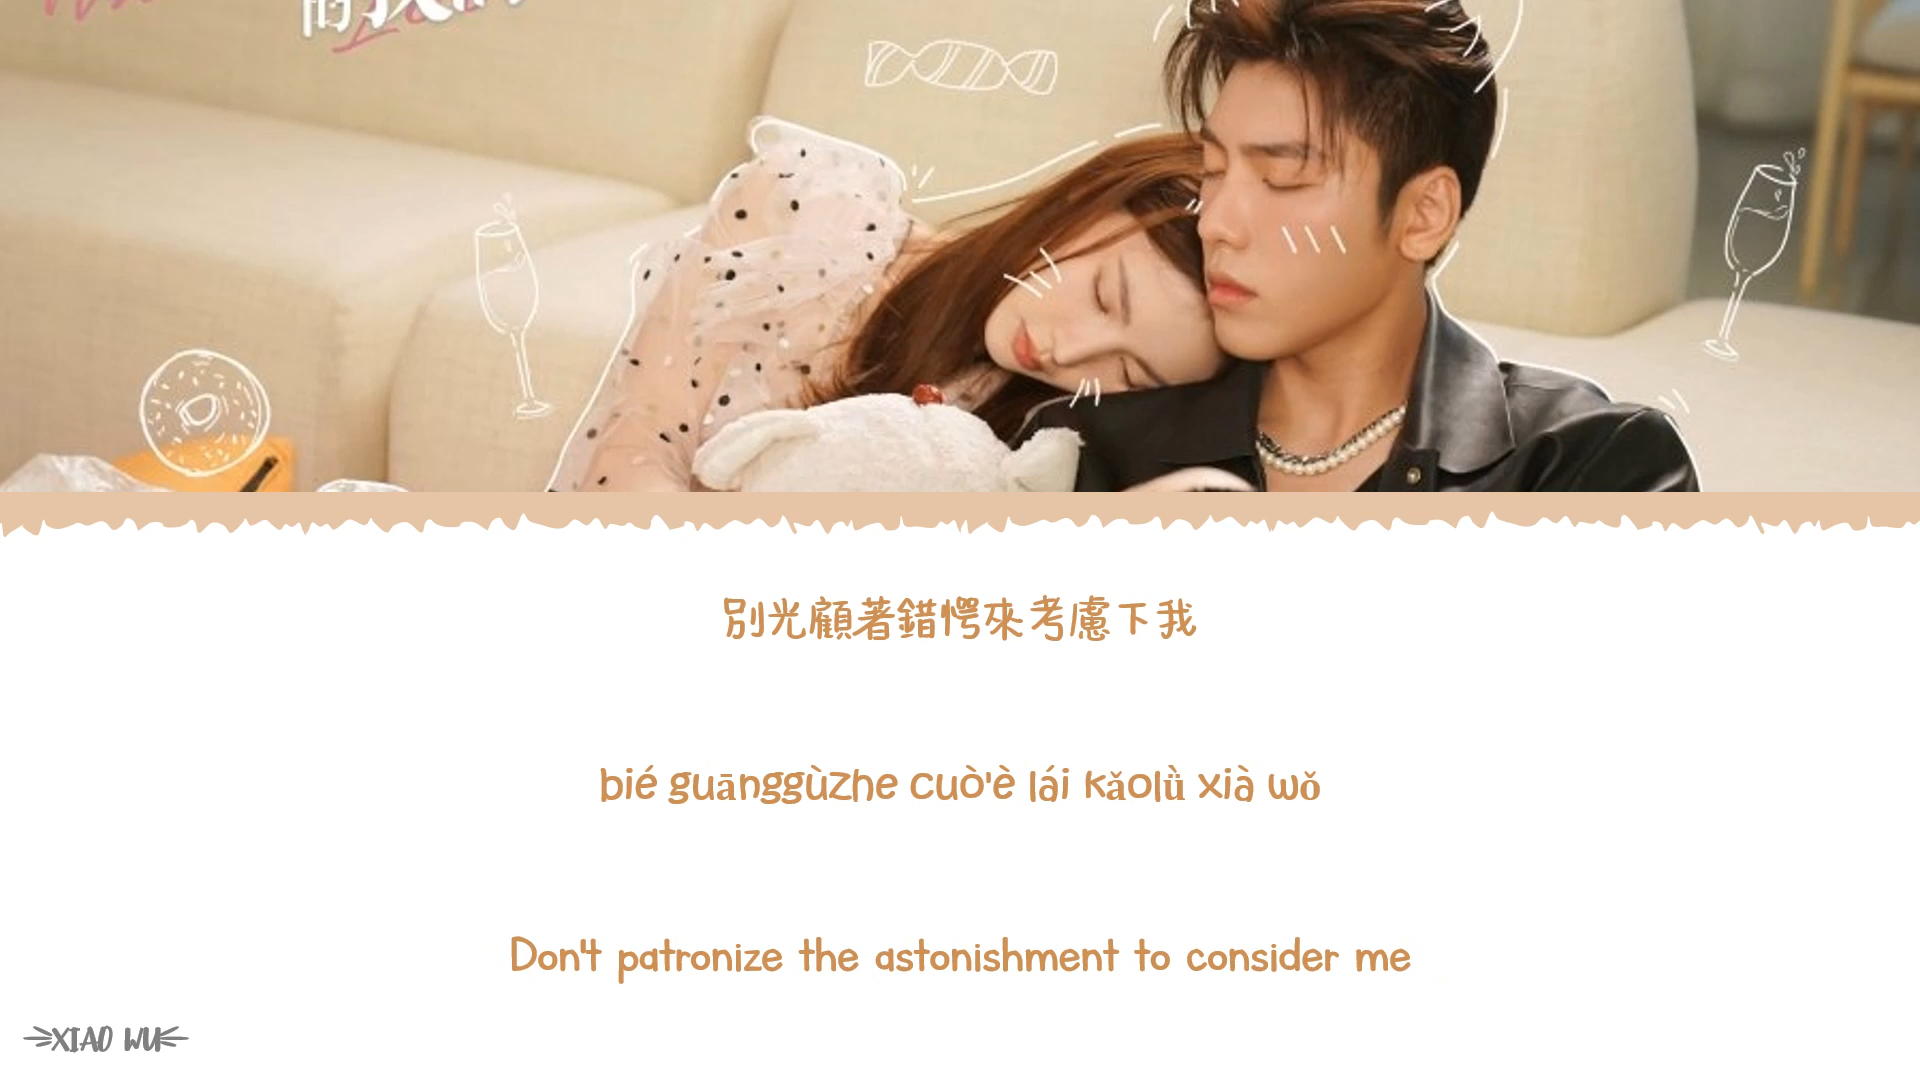 別光顧著錯愕來考慮下我
bié guānggùzhe cuò'è lái kǎolǜ xià wǒ
Don't patronize the astonishment to consider me
XIAO WU